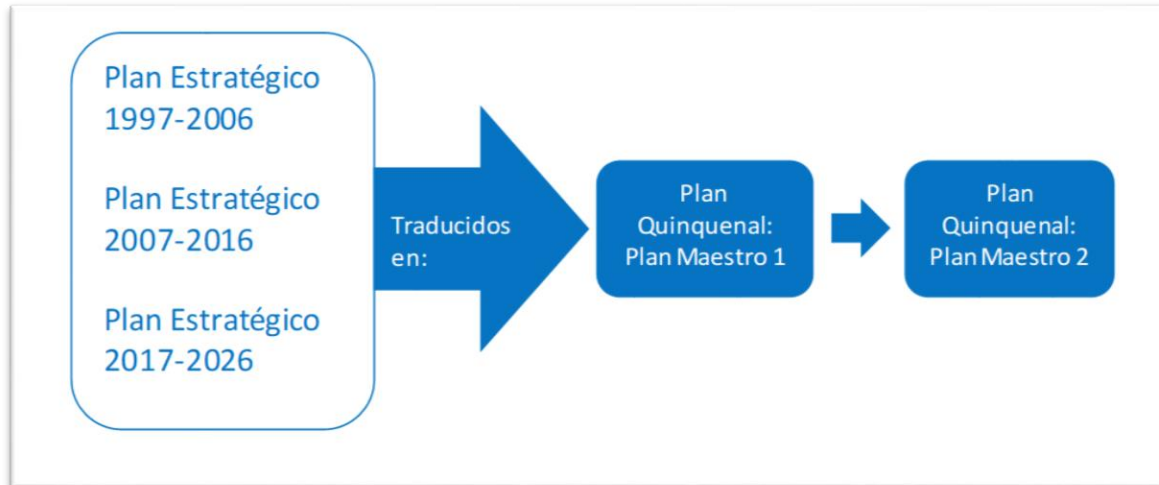 Plan Estratégico
1997-2006
Plan Estratégico
2007-2016
Plan Estratégico
2017-2026
Traducidos
en:
Plan
Quinquenal:
Plan Maestro 1
Plan
Quinquenal:
Plan Maestro 2